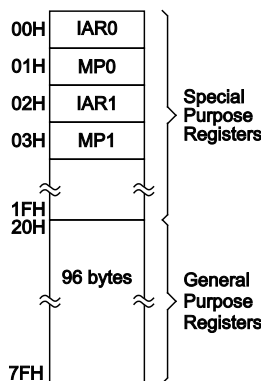 00H IAR0
01H MP0
02H IAR1
03H MP1
Special
Purpose
Registers
1FH
20H
96 bytes
General
Purpose
Registers
7FH